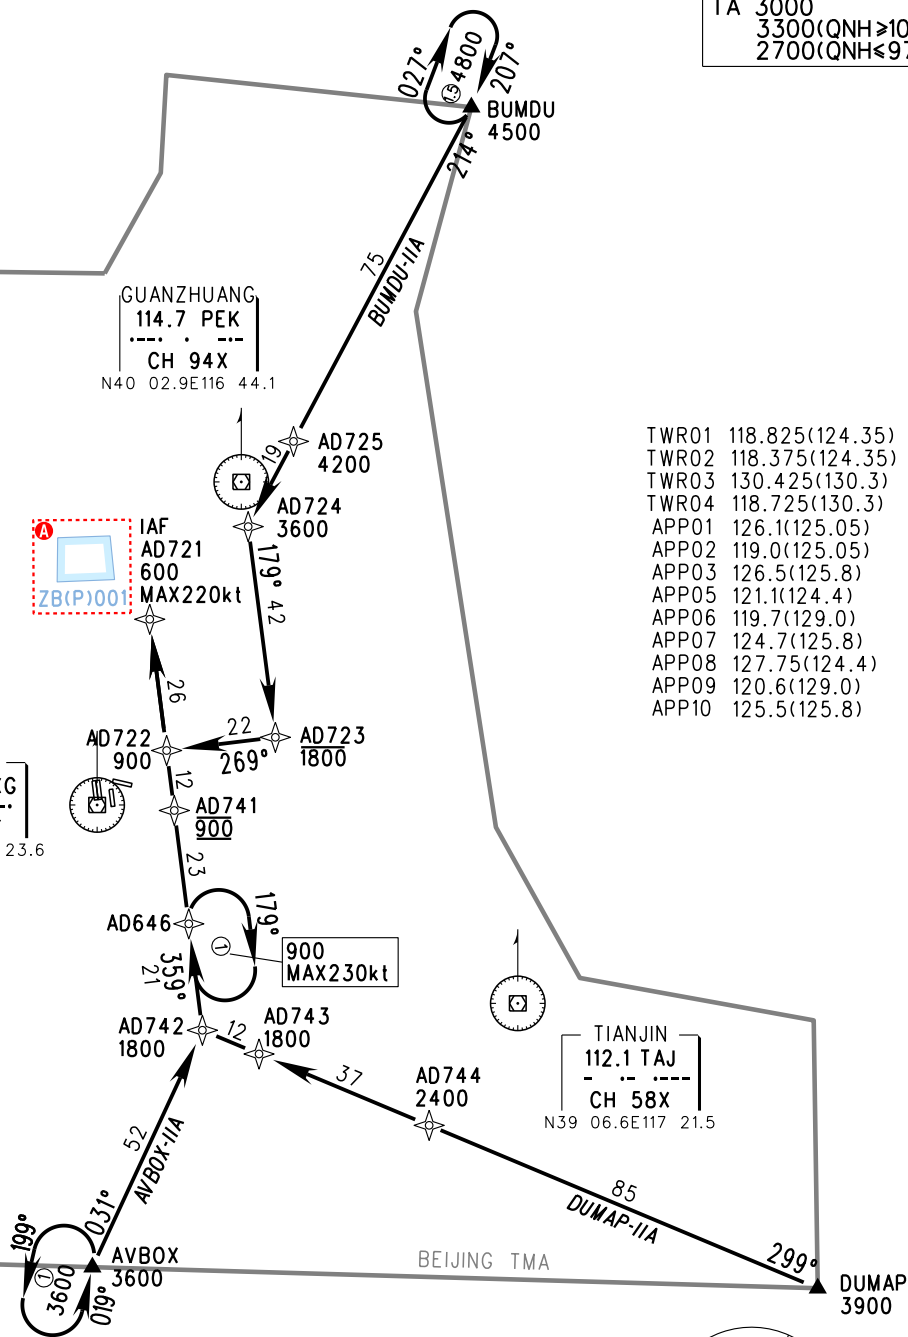 TA 3000
3300(QNH≥10
2700(QNH≤97
027°
4800
1.5
207°
BUMDU
4500
214°
75
BUMDU-11A
GUANZHUANG
114.7 PEK
·--· · -·-
CH 94X
N40 02.9E116 44.1
19
AD725
4200
AD724
3600
TWR01 118.825(124.35)
TWR02 118.375(124.35)
TWR03 130.425(130.3)
TWR04 118.725(130.3)
APP01 126.1(125.05)
APP02 119.0(125.05)
APP03 126.5(125.8)
APP05 121.1(124.4)
APP06 119.7(129.0)
APP07 124.7(125.8)
APP08 127.75(124.4)
APP09 120.6(129.0)
APP10 125.5(125.8)
A
ZB(P)001
IAF
AD721
600
MAX220kt
179°
42
26
AD722
900
22
269°
AD723
1800
12
AD741
900
G
23.6
23
AD646
179°
1
900
MAX230kt
359°
21
AD742
1800
12
AD743
1800
TIANJIN
112.1 TAJ
- ·- ·---
CH 58X
N39 06.6E117 21.5
37
AD744
2400
52
AVBOX-11A
85
DUMAP-11A
031°
199°
1
3600
019°
AVBOX
3600
BEIJING TMA
299°
DUMAP
3900